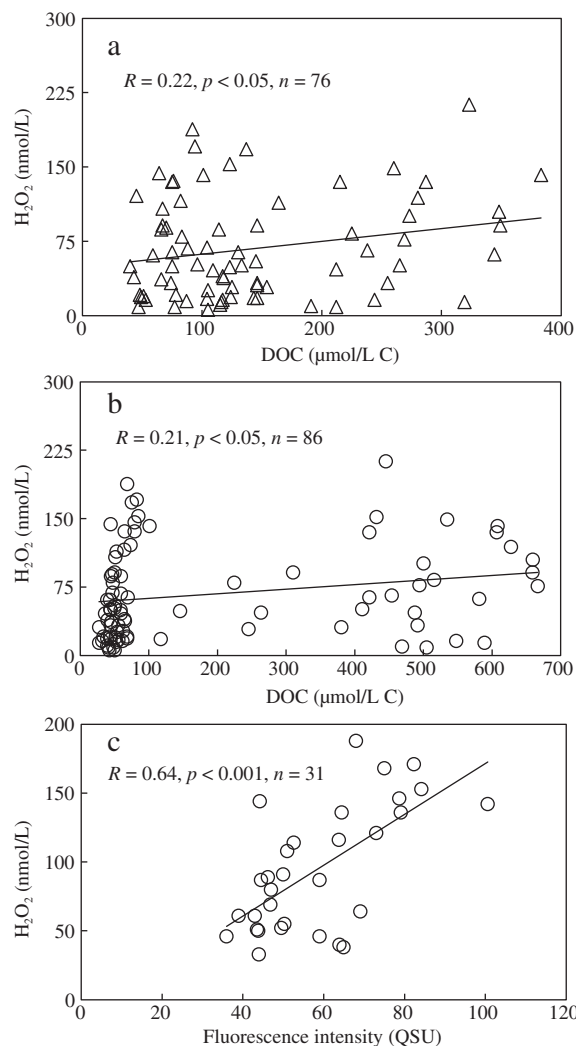 300
a
R = 0.22, p < 0.05, n = 76
225
H₂O₂ (nmol/L)
150
75
0
0 100 200 300 400
DOC (μmol/L C)
300
b
R = 0.21, p < 0.05, n = 86
225
H₂O₂ (nmol/L)
150
75
0
0 100 200 300 400 500 600 700
DOC (μmol/L C)
200
c
R = 0.64, p < 0.001, n = 31
150
H₂O₂ (nmol/L)
100
50
0
0 20 40 60 80 100 120
Fluorescence intensity (QSU)